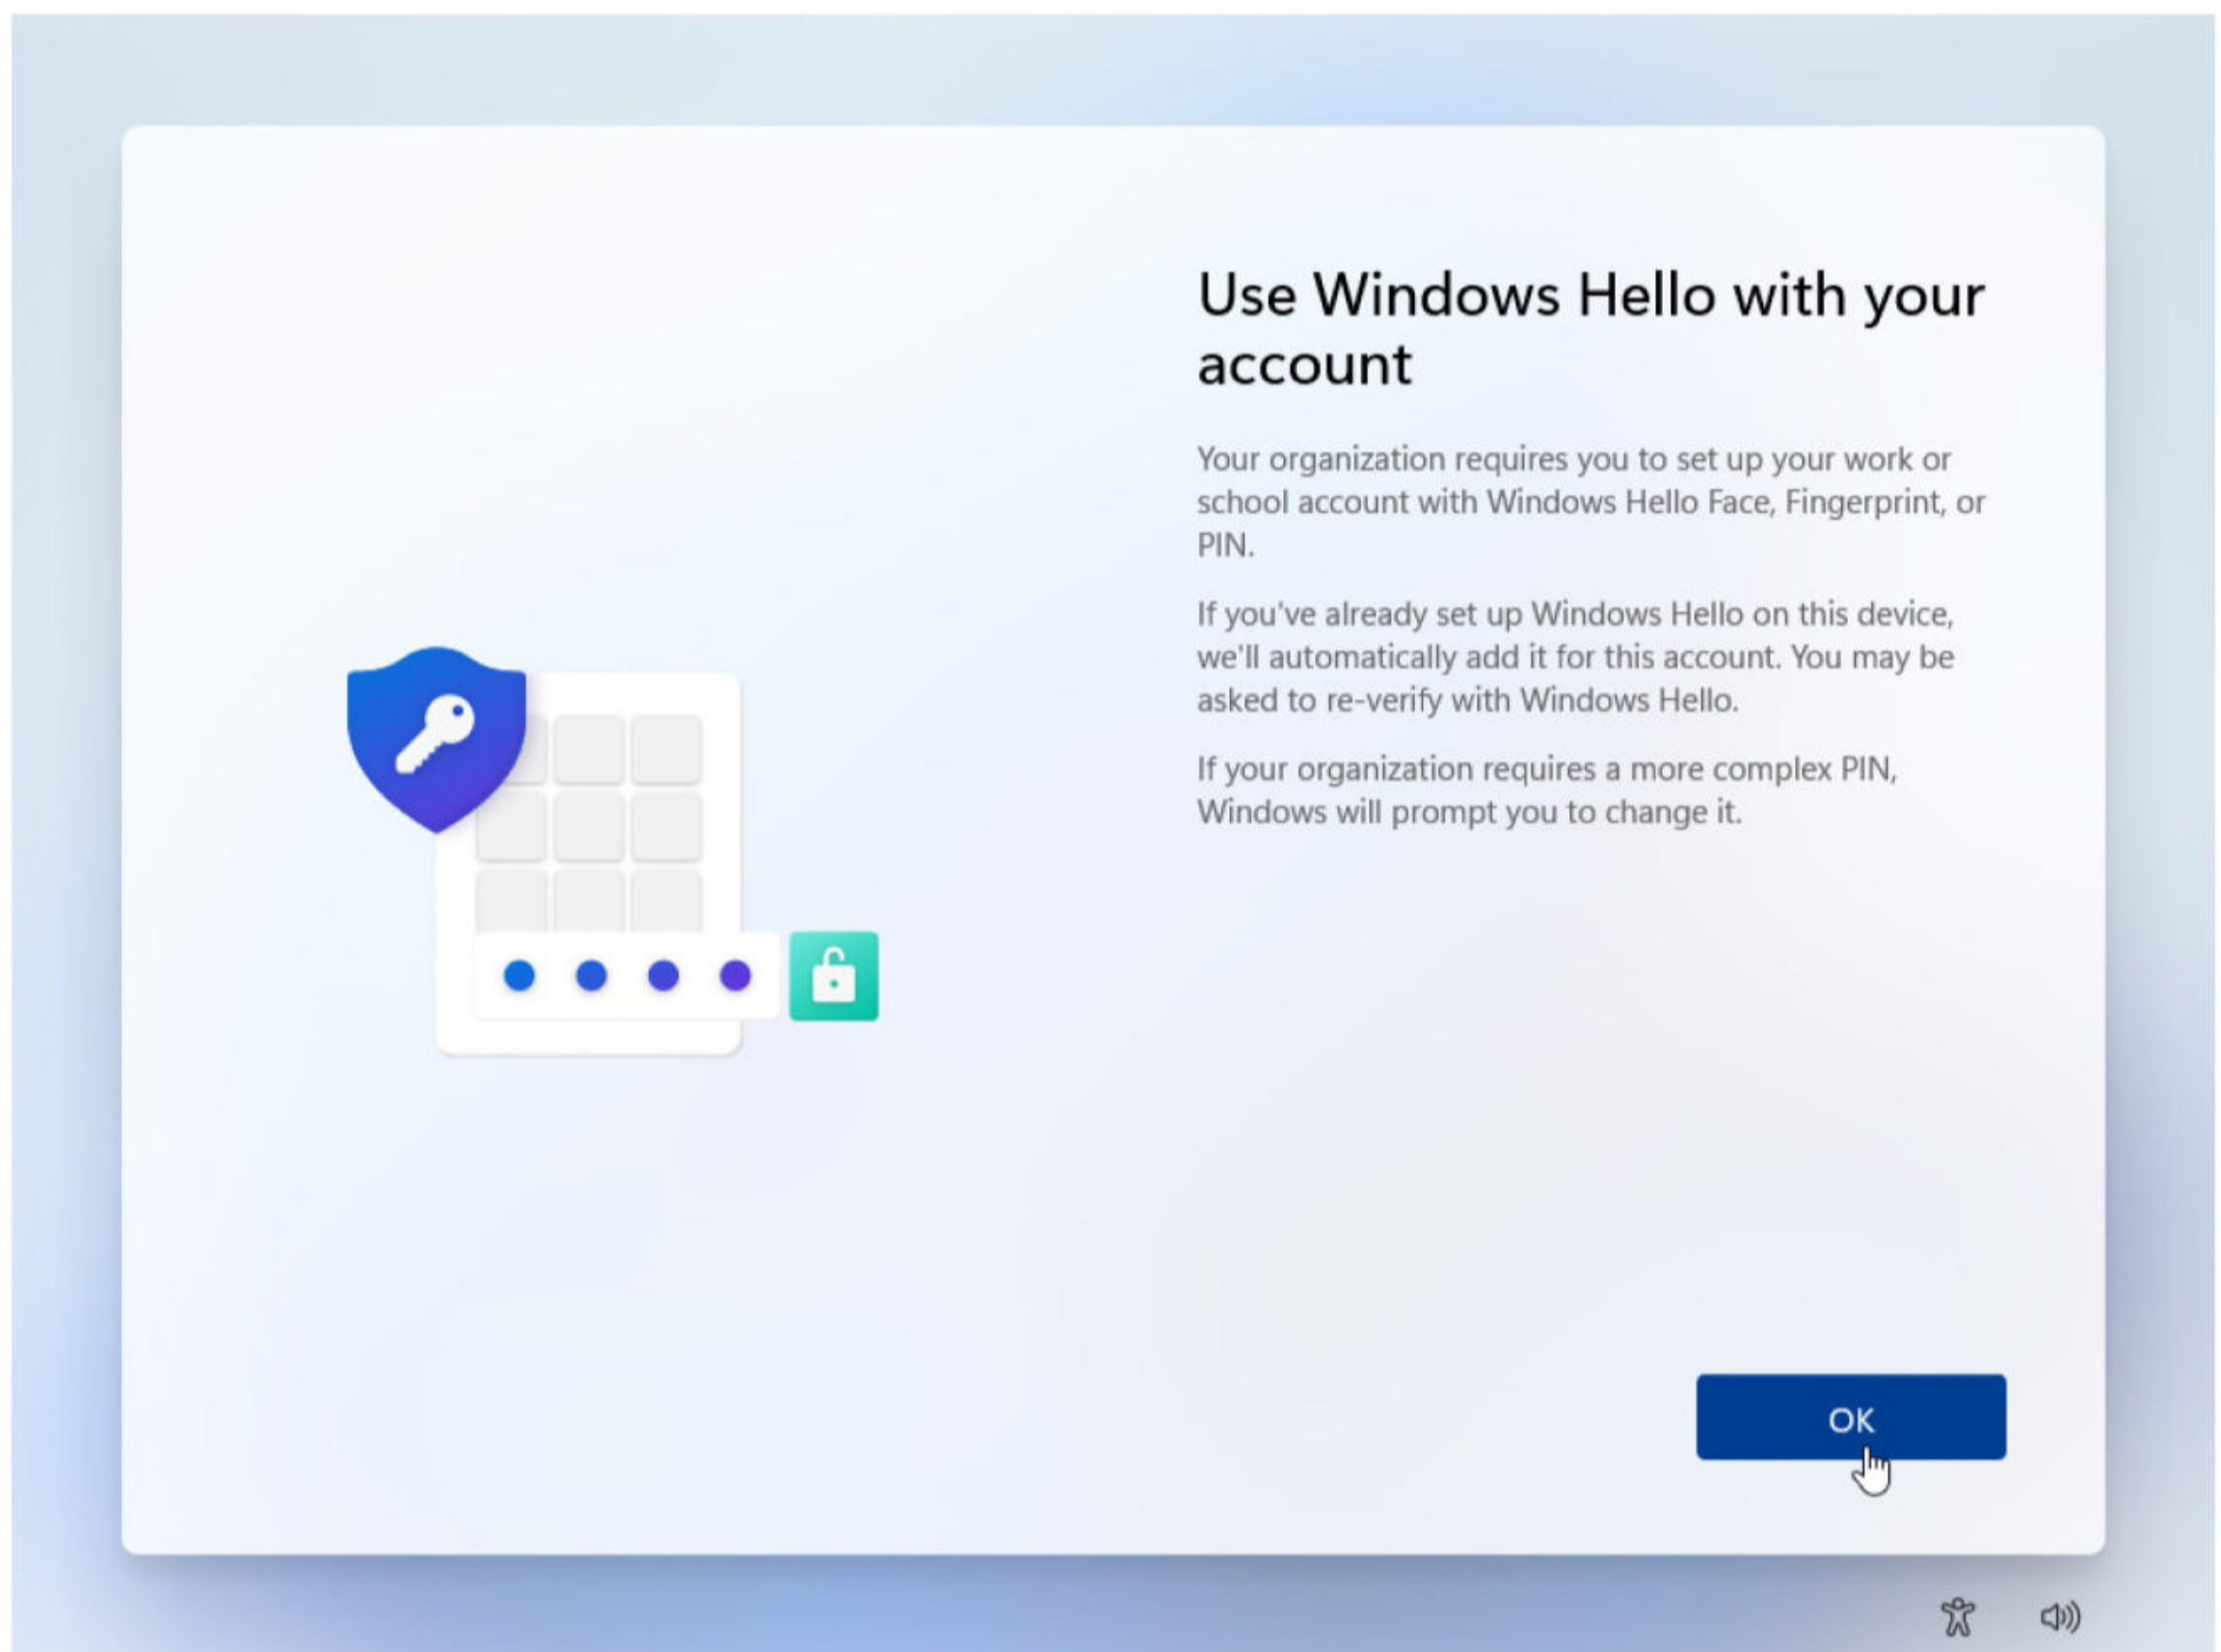 Use Windows Hello with your
account
Your organization requires you to set up your work or
school account with Windows Hello Face, Fingerprint, or
PIN.
If you've already set up Windows Hello on this device,
we'll automatically add it for this account. You may be
asked to re-verify with Windows Hello.
If your organization requires a more complex PIN,
Windows will prompt you to change it.
OK